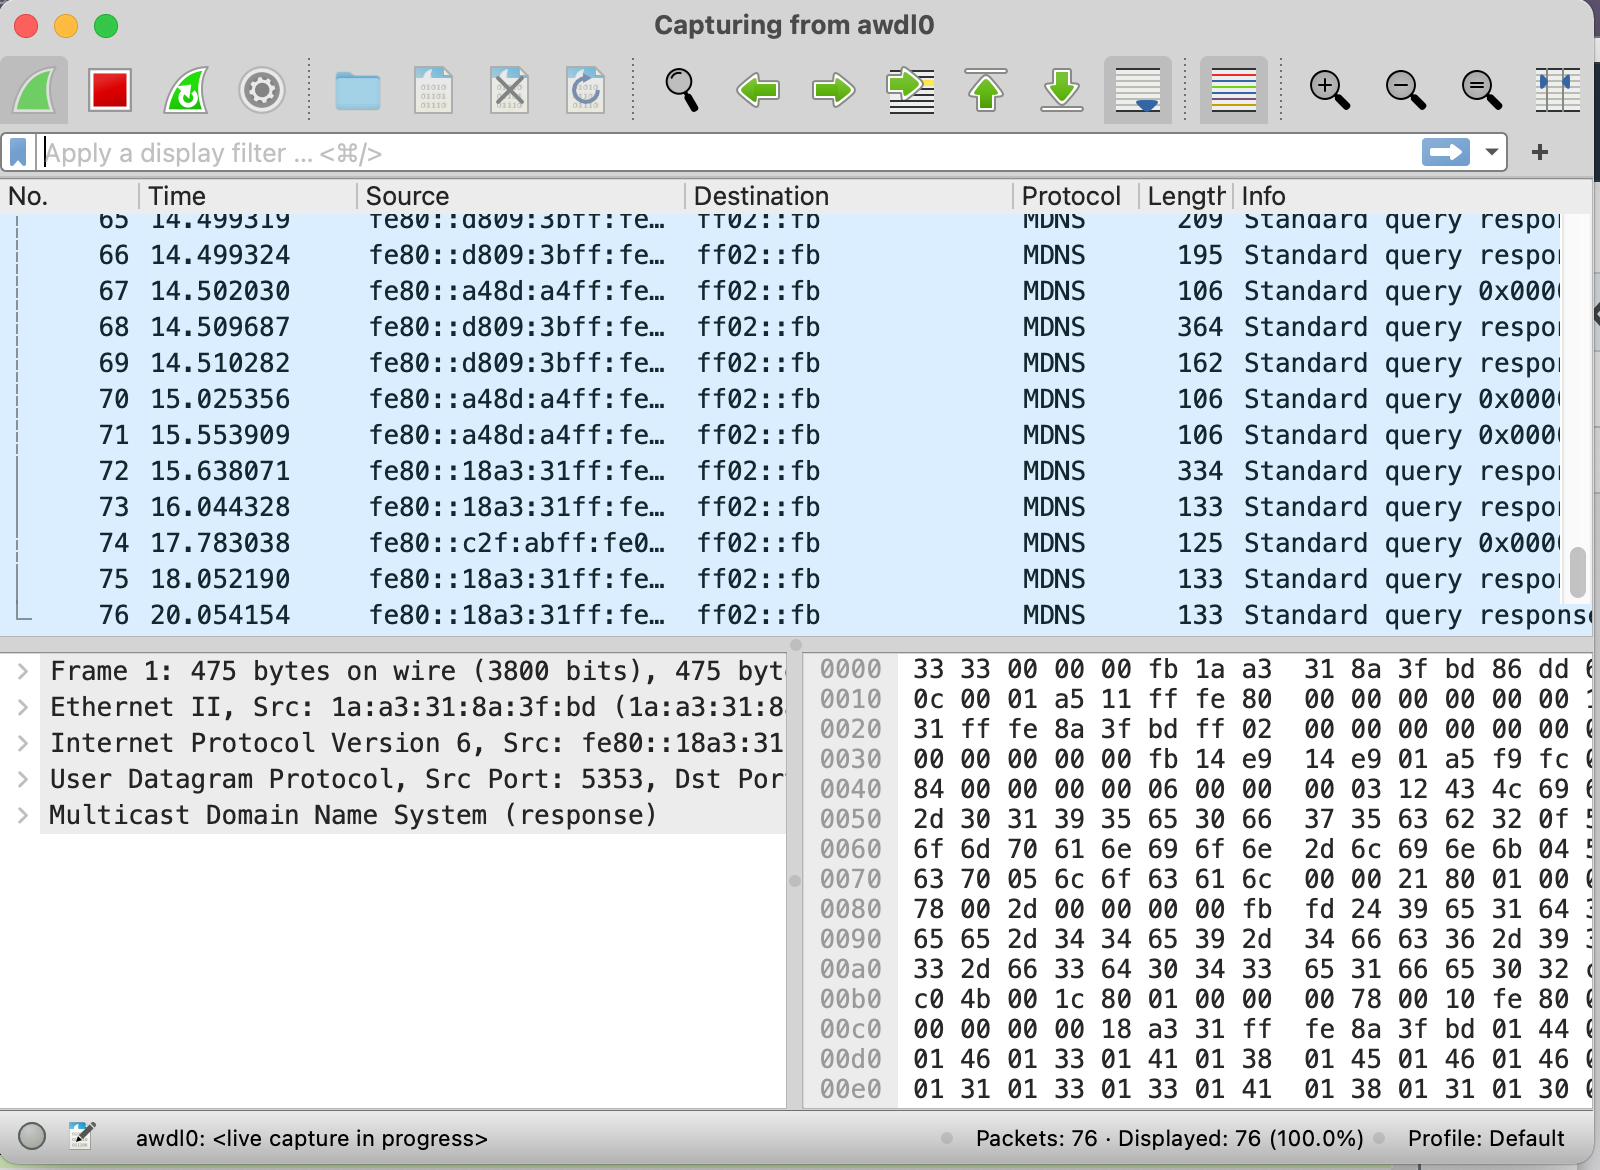 Capturing from awdl0
Apply a display filter ... <⌘/>
No. Time Source Destination Protocol Length Info
65 14.499319 fe80::d809:3bff:fe… ff02::fb MDNS 209 Standard query respo
66 14.499324 fe80::d809:3bff:fe… ff02::fb MDNS 195 Standard query respo
67 14.502030 fe80::a48d:a4ff:fe… ff02::fb MDNS 106 Standard query 0x000
68 14.509687 fe80::d809:3bff:fe… ff02::fb MDNS 364 Standard query respo
69 14.510282 fe80::d809:3bff:fe… ff02::fb MDNS 162 Standard query respo
70 15.025356 fe80::a48d:a4ff:fe… ff02::fb MDNS 106 Standard query 0x000
71 15.553909 fe80::a48d:a4ff:fe… ff02::fb MDNS 106 Standard query 0x000
72 15.638071 fe80::18a3:31ff:fe… ff02::fb MDNS 334 Standard query respo
73 16.044328 fe80::18a3:31ff:fe… ff02::fb MDNS 133 Standard query respo
74 17.783038 fe80::c2f:abff:fe0… ff02::fb MDNS 125 Standard query 0x000
75 18.052190 fe80::18a3:31ff:fe… ff02::fb MDNS 133 Standard query respo
76 20.054154 fe80::18a3:31ff:fe… ff02::fb MDNS 133 Standard query response
Frame 1: 475 bytes on wire (3800 bits), 475 byt
Ethernet II, Src: 1a:a3:31:8a:3f:bd (1a:a3:31:8
Internet Protocol Version 6, Src: fe80::18a3:31
User Datagram Protocol, Src Port: 5353, Dst Por
Multicast Domain Name System (response)
0000 33 33 00 00 00 fb 1a a3 31 8a 3f bd 86 dd 6
0010 0c 00 01 a5 11 ff fe 80 00 00 00 00 00 00 1
0020 31 ff fe 8a 3f bd ff 02 00 00 00 00 00 00 0
0030 00 00 00 00 00 fb 14 e9 14 e9 01 a5 f9 fc 0
0040 84 00 00 00 00 06 00 00 00 03 12 43 4c 69 6
0050 2d 30 31 39 35 65 30 66 37 35 63 62 32 0f 5
0060 6f 6d 70 61 6e 69 6f 6e 2d 6c 69 6e 6b 04 5
0070 63 70 05 6c 6f 63 61 6c 00 00 21 80 01 00 0
0080 78 00 2d 00 00 00 00 fb fd 24 39 65 31 64 3
0090 65 65 2d 34 34 65 39 2d 34 66 63 36 2d 39 3
00a0 33 2d 66 33 64 30 34 33 65 31 66 65 30 32 c
00b0 c0 4b 00 1c 80 01 00 00 00 78 00 10 fe 80 0
00c0 00 00 00 00 18 a3 31 ff fe 8a 3f bd 01 44 0
00d0 01 46 01 33 01 41 01 38 01 45 01 46 01 46 0
00e0 01 31 01 33 01 33 01 41 01 38 01 31 01 30 0
awdl0: <live capture in progress>
Packets: 76 · Displayed: 76 (100.0%)
Profile: Default